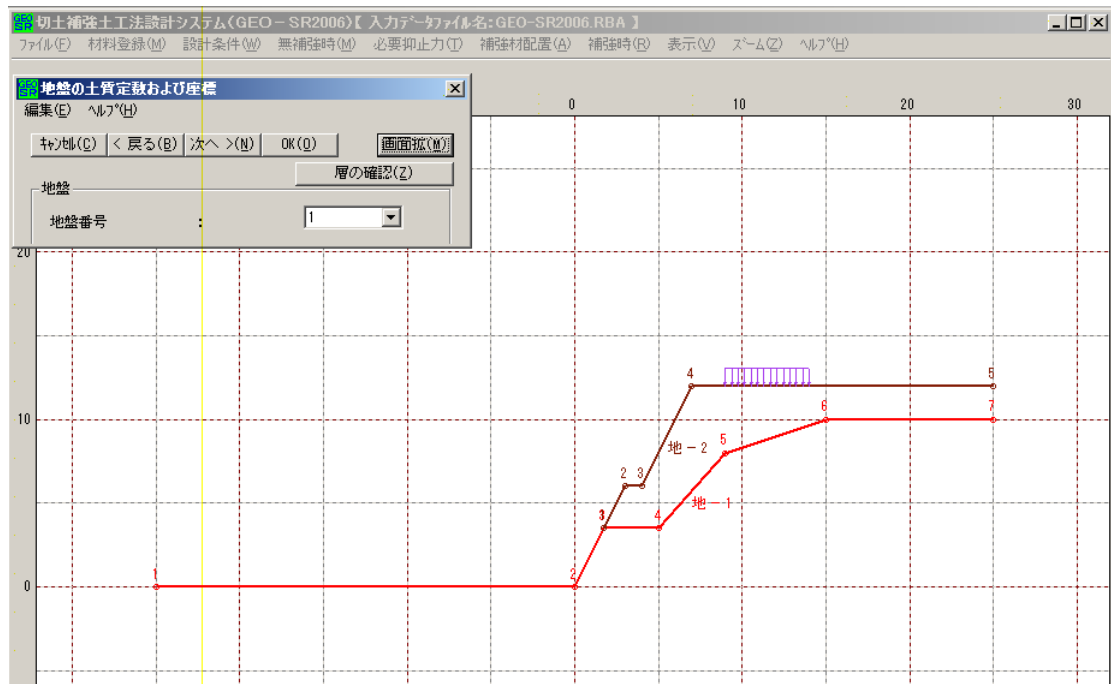 GEO SR 切土補強土工法設計システム(GEO-SR2006)【 入力データファイル名:GEO-SR2006.RBA 】
ファイル(F) 材料登録(M) 設計条件(W) 無補強時(M) 必要抑止力(T) 補強材配置(A) 補強時(R) 表示(V) ズーム(Z) ヘルプ(H)
GEO SR 地盤の土質定数および座標
編集(E) ヘルプ(H)
キャンセル(C) < 戻る(B) 次へ >(N) OK(O) 画面拡(M)
層の確認(Z)
地盤
地盤番号 : 1
0 10 20 30
20
4 5
10 6 7
地-2 5
2 3
地-1
3 4
0 1 2